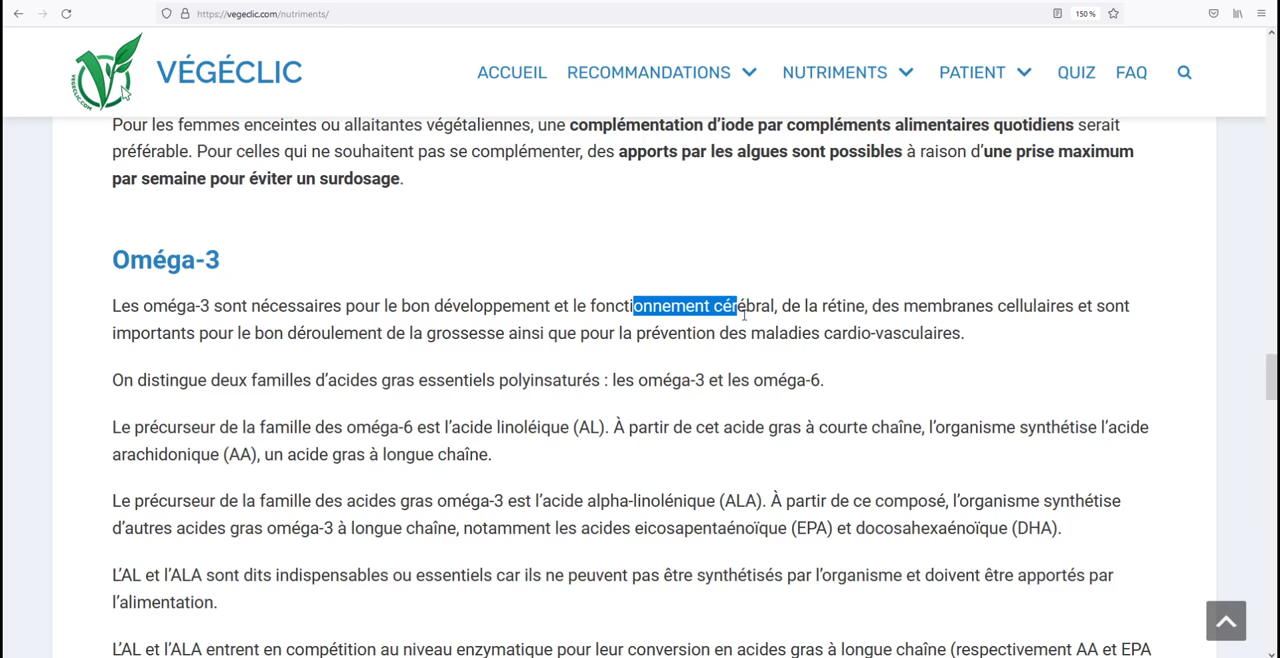 https://vegeclic.com/nutriments/
150 %
VEGECLIC.COM
VÉGÉCLIC
ACCUEIL RECOMMANDATIONS NUTRIMENTS PATIENT QUIZ FAQ
Pour les femmes enceintes ou allaitantes végétaliennes, une complémentation d’iode par compléments alimentaires quotidiens serait
préférable. Pour celles qui ne souhaitent pas se complémenter, des apports par les algues sont possibles à raison d’une prise maximum
par semaine pour éviter un surdosage.
Oméga-3
Les oméga-3 sont nécessaires pour le bon développement et le fonctionnement cérébral, de la rétine, des membranes cellulaires et sont
importants pour le bon déroulement de la grossesse ainsi que pour la prévention des maladies cardio-vasculaires.
On distingue deux familles d’acides gras essentiels polyinsaturés : les oméga-3 et les oméga-6.
Le précurseur de la famille des oméga-6 est l’acide linoléique (AL). À partir de cet acide gras à courte chaîne, l’organisme synthétise l’acide
arachidonique (AA), un acide gras à longue chaîne.
Le précurseur de la famille des acides gras oméga-3 est l’acide alpha-linolénique (ALA). À partir de ce composé, l’organisme synthétise
d’autres acides gras oméga-3 à longue chaîne, notamment les acides eicosapentaénoïque (EPA) et docosahexaénoïque (DHA).
L’AL et l’ALA sont dits indispensables ou essentiels car ils ne peuvent pas être synthétisés par l’organisme et doivent être apportés par
l’alimentation.
L’AL et l’ALA entrent en compétition au niveau enzymatique pour leur conversion en acides gras à longue chaîne (respectivement AA et EPA